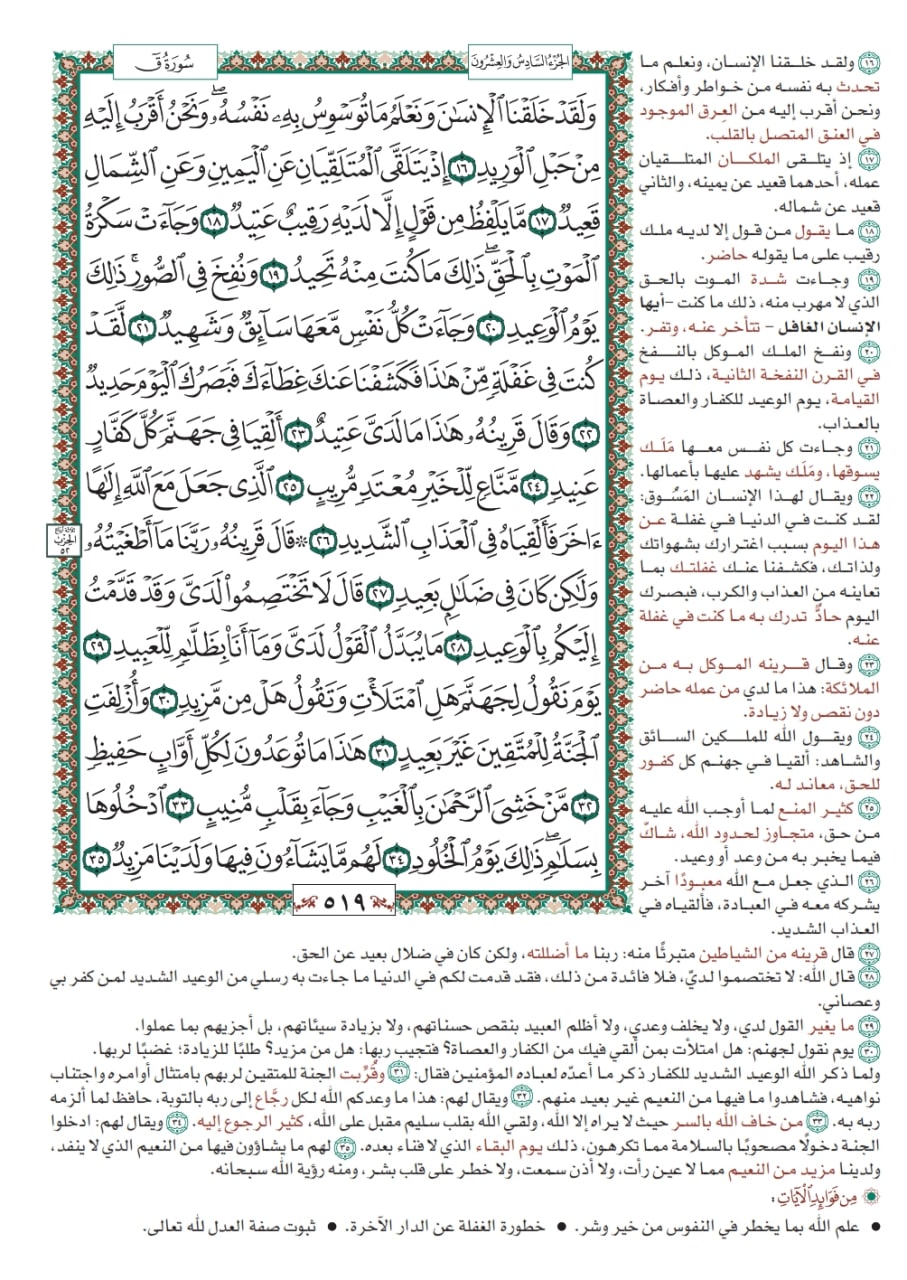 سُورَةُ قٓ
الجُزْءُ السَّادِسُ وَالعِشْرُونَ
وَلَقَدْ خَلَقْنَا ٱلْإِنسَٰنَ وَنَعْلَمُ مَا تُوَسْوِسُ بِهِۦ نَفْسُهُۥۖ وَنَحْنُ أَقْرَبُ إِلَيْهِ
مِنْ حَبْلِ ٱلْوَرِيدِ ١٦ إِذْ يَتَلَقَّى ٱلْمُتَلَقِّيَانِ عَنِ ٱلْيَمِينِ وَعَنِ ٱلشِّمَالِ
قَعِيدٌ ١٧ مَّا يَلْفِظُ مِن قَوْلٍ إِلَّا لَدَيْهِ رَقِيبٌ عَتِيدٌ ١٨ وَجَآءَتْ سَكْرَةُ
ٱلْمَوْتِ بِٱلْحَقِّۖ ذَٰلِكَ مَا كُنتَ مِنْهُ تَحِيدُ ١٩ وَنُفِخَ فِي ٱلصُّورِۚ ذَٰلِكَ
يَوْمُ ٱلْوَعِيدِ ٢٠ وَجَآءَتْ كُلُّ نَفْسٍ مَّعَهَا سَآئِقٌ وَشَهِيدٌ ٢١ لَّقَدْ
كُنتَ فِي غَفْلَةٍ مِّنْ هَٰذَا فَكَشَفْنَا عَنكَ غِطَآءَكَ فَبَصَرُكَ ٱلْيَوْمَ حَدِيدٌ
٢٢ وَقَالَ قَرِينُهُۥ هَٰذَا مَا لَدَيَّ عَتِيدٌ ٢٣ أَلْقِيَا فِي جَهَنَّمَ كُلَّ كَفَّارٍ
عَنِيدٍ ٢٤ مَّنَّاعٍ لِّلْخَيْرِ مُعْتَدٍ مُّرِيبٍ ٢٥ ٱلَّذِي جَعَلَ مَعَ ٱللَّهِ إِلَٰهًا
ءَاخَرَ فَأَلْقِيَاهُ فِي ٱلْعَذَابِ ٱلشَّدِيدِ ٢٦ ۞ قَالَ قَرِينُهُۥ رَبَّنَا مَآ أَطْغَيْتُهُۥ
وَلَٰكِن كَانَ فِي ضَلَٰلٍۭ بَعِيدٍ ٢٧ قَالَ لَا تَخْتَصِمُوا۟ لَدَيَّ وَقَدْ قَدَّمْتُ
إِلَيْكُم بِٱلْوَعِيدِ ٢٨ مَا يُبَدَّلُ ٱلْقَوْلُ لَدَيَّ وَمَآ أَنَا۠ بِظَلَّٰمٍ لِّلْعَبِيدِ ٢٩
يَوْمَ نَقُولُ لِجَهَنَّمَ هَلِ ٱمْتَلَأْتِ وَتَقُولُ هَلْ مِن مَّزِيدٍ ٣٠ وَأُزْلِفَتِ
ٱلْجَنَّةُ لِلْمُتَّقِينَ غَيْرَ بَعِيدٍ ٣١ هَٰذَا مَا تُوعَدُونَ لِكُلِّ أَوَّابٍ حَفِيظٍ
٣٢ مَّنْ خَشِيَ ٱلرَّحْمَٰنَ بِٱلْغَيْبِ وَجَآءَ بِقَلْبٍ مُّنِيبٍ ٣٣ ٱدْخُلُوهَا
بِسَلَٰمٍۖ ذَٰلِكَ يَوْمُ ٱلْخُلُودِ ٣٤ لَهُم مَّا يَشَآءُونَ فِيهَا وَلَدَيْنَا مَزِيدٌ ٣٥
٥١٩
الحِزْب
٥٢
١٦ ولقد خلقنا الإنسان، ونعلم ما
تحدث به نفسه من خواطر وأفكار،
ونحن أقرب إليه من العِرق الموجود
في العنق المتصل بالقلب.
١٧ إذ يتلقى الملكان المتلقيان
عمله، أحدهما قعيد عن يمينه، والثاني
قعيد عن شماله.
١٨ ما يقول من قول إلا لديه ملك
رقيب على ما يقوله حاضر.
١٩ وجاءت شدة الموت بالحق
الذي لا مهرب منه، ذلك ما كنت -أيها
الإنسان الغافل - تتأخر عنه، وتفر.
٢٠ ونفخ الملك الموكل بالنفخ
في القرن النفخة الثانية، ذلك يوم
القيامة، يوم الوعيد للكفار والعصاة
بالعذاب.
٢١ وجاءت كل نفس معها مَلَك
يسوقها، ومَلَك يشهد عليها بأعمالها.
٢٢ ويقال لهذا الإنسان المَسُوق:
لقد كنت في الدنيا في غفلة عن
هذا اليوم بسبب اغترارك بشهواتك
ولذاتك، فكشفنا عنك غفلتك بما
تعاينه من العذاب والكرب، فبصرك
اليوم حادٌّ تدرك به ما كنت في غفلة
عنه.
٢٣ وقال قرينه الموكل به من
الملائكة: هذا ما لدي من عمله حاضر
دون نقص ولا زيادة.
٢٤ ويقول الله للملكين السائق
والشاهد: ألقيا في جهنم كل كفور
للحق، معاند له.
٢٥ كثير المنع لما أوجب الله عليه
من حق، متجاوز لحدود الله، شاكّ
فيما يخبر به من وعد أو وعيد.
٢٦ الذي جعل مع الله معبودًا آخر
يشركه معه في العبادة، فألقياه في
العذاب الشديد.
٢٧ قال قرينه من الشياطين متبرئًا منه: ربنا ما أضللته، ولكن كان في ضلال بعيد عن الحق.
٢٨ قال الله: لا تختصموا لديّ، فلا فائدة من ذلك، فقد قدمت لكم في الدنيا ما جاءت به رسلي من الوعيد الشديد لمن كفر بي
وعصاني.
٢٩ ما يغير القول لدي، ولا يخلف وعدي، ولا أظلم العبيد بنقص حسناتهم، ولا بزيادة سيئاتهم، بل أجزيهم بما عملوا.
٣٠ يوم نقول لجهنم: هل امتلأت بمن ألقي فيك من الكفار والعصاة؟ فتجيب ربها: هل من مزيد؟ طلبًا للزيادة؛ غضبًا لربها.
ولما ذكر الله الوعيد الشديد للكفار ذكر ما أعدّه لعباده المؤمنين فقال: ٣١ وقُرِّبت الجنة للمتقين لربهم بامتثال أوامره واجتناب
نواهيه، فشاهدوا ما فيها من النعيم غير بعيد منهم. ٣٢ ويقال لهم: هذا ما وعدكم الله لكل رجَّاع إلى ربه بالتوبة، حافظ لما ألزمه
ربه به. ٣٣ من خاف الله بالسر حيث لا يراه إلا الله، ولقي الله بقلب سليم مقبل على الله، كثير الرجوع إليه. ٣٤ ويقال لهم: ادخلوا
الجنة دخولًا مصحوبًا بالسلامة مما تكرهون، ذلك يوم البقاء الذي لا فناء بعده. ٣٥ لهم ما يشاؤون فيها من النعيم الذي لا ينفد،
ولدينا مزيد من النعيم مما لا عين رأت، ولا أذن سمعت، ولا خطر على قلب بشر، ومنه رؤية الله سبحانه.
مِن فَوَائِدِ الآيَاتِ:
• علم الله بما يخطر في النفوس من خير وشر. • خطورة الغفلة عن الدار الآخرة. • ثبوت صفة العدل لله تعالى.